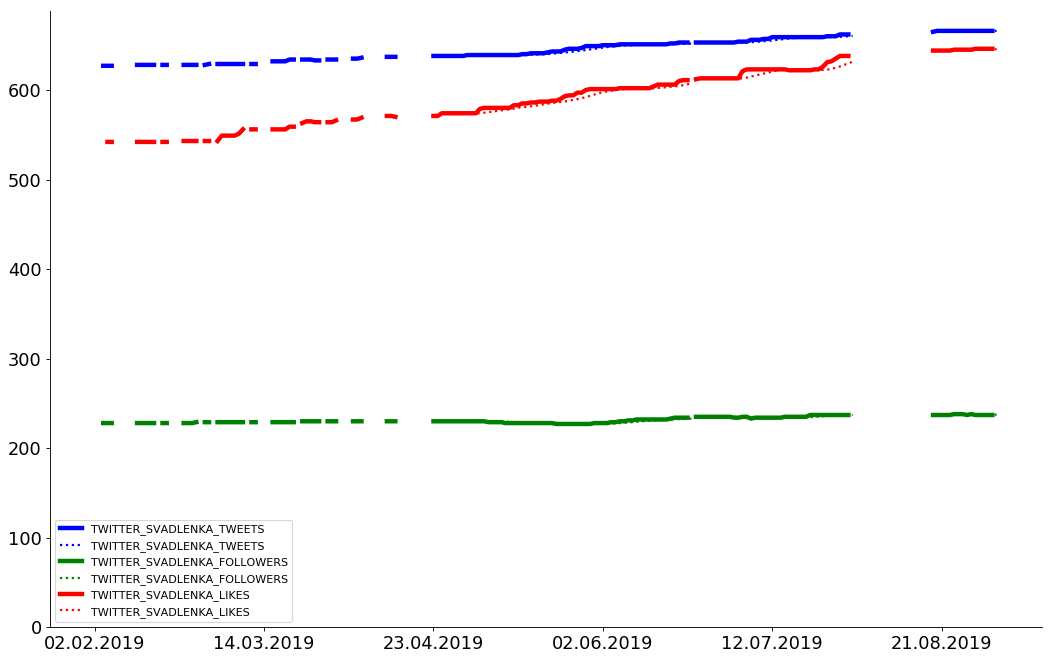 600
500
400
300
200
100
0
TWITTER_SVADLENKA_TWEETS
TWITTER_SVADLENKA_TWEETS
TWITTER_SVADLENKA_FOLLOWERS
TWITTER_SVADLENKA_FOLLOWERS
TWITTER_SVADLENKA_LIKES
TWITTER_SVADLENKA_LIKES
02.02.2019 14.03.2019 23.04.2019 02.06.2019 12.07.2019 21.08.2019